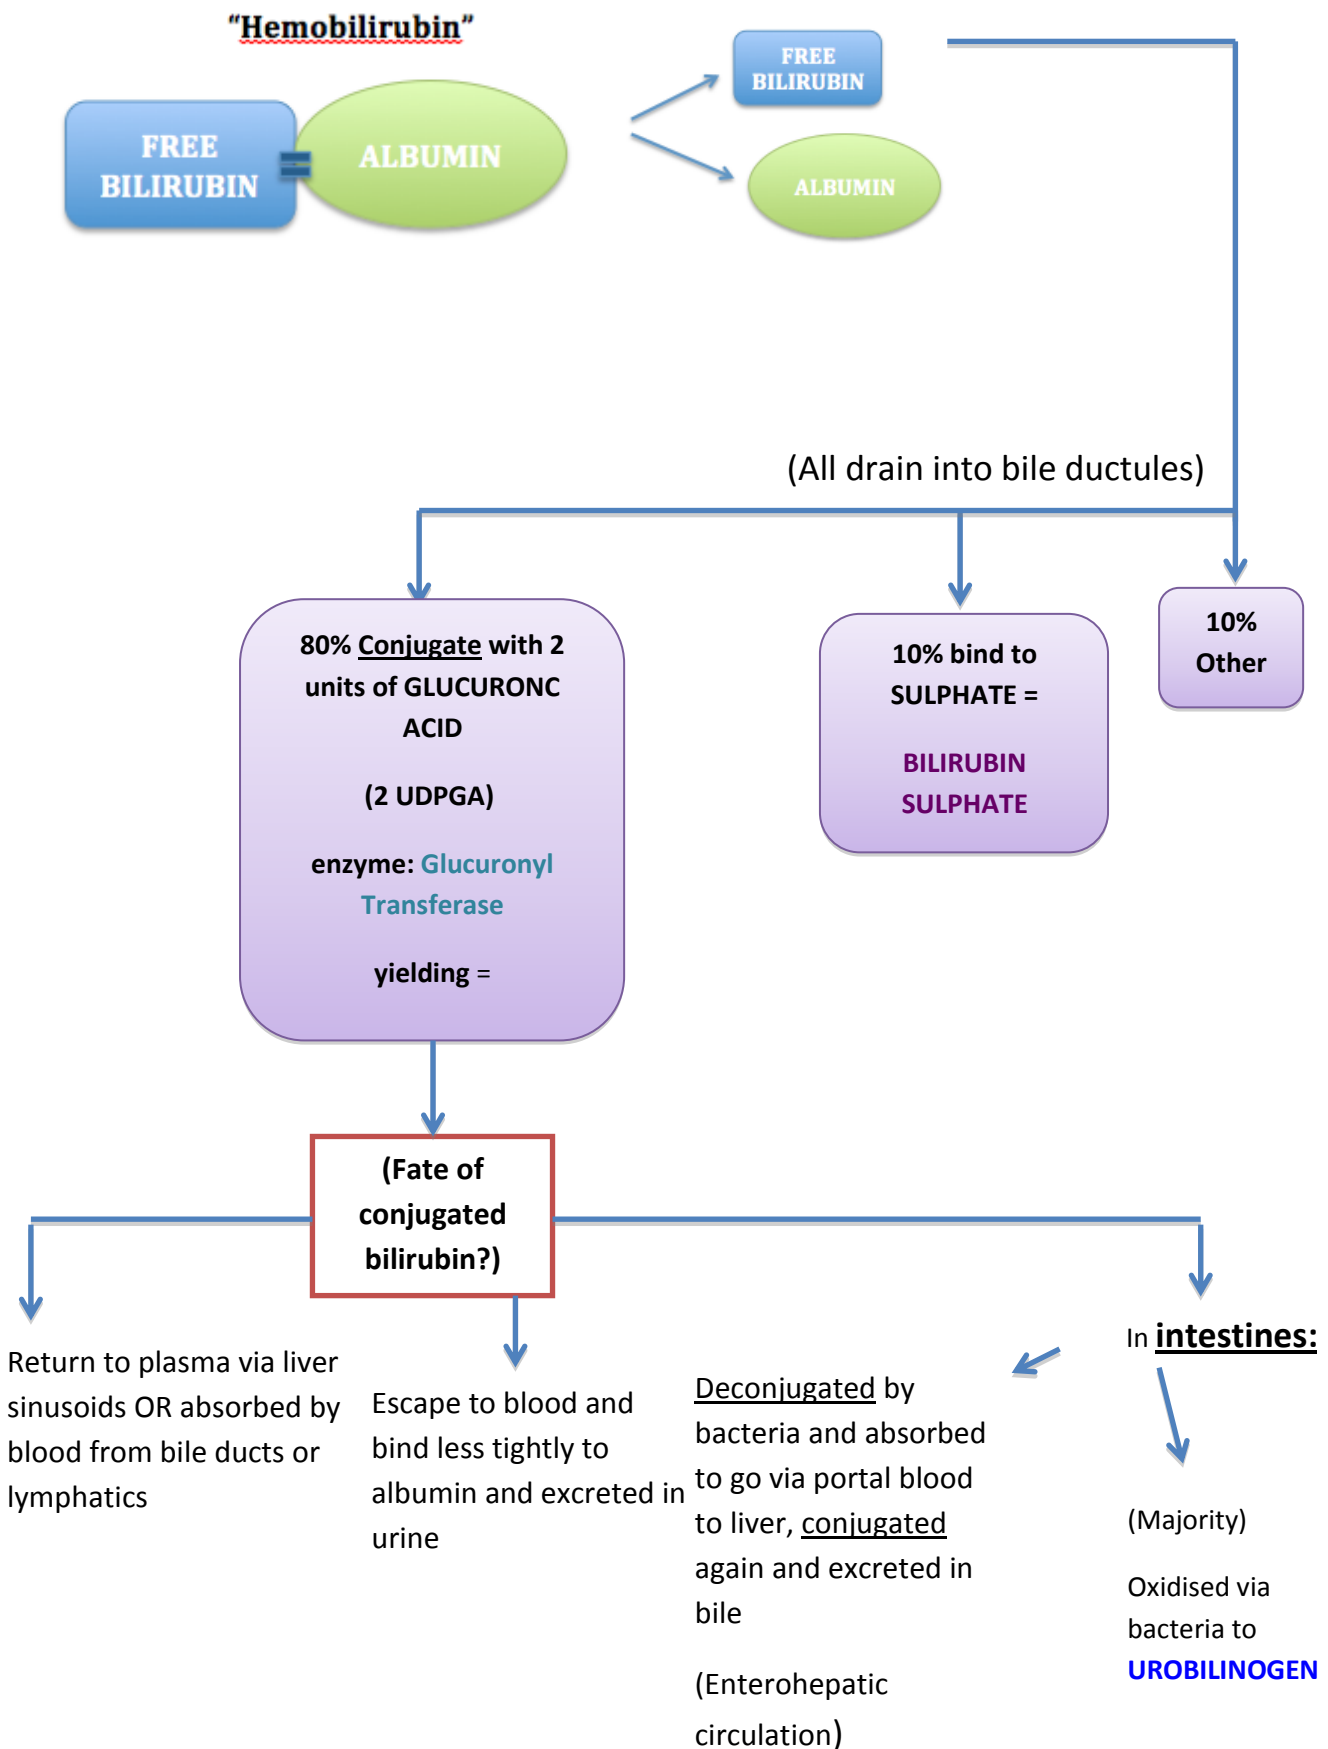 “Hemobilirubin”
FREE
BILIRUBIN
ALBUMIN
FREE
BILIRUBIN
ALBUMIN
(All drain into bile ductules)
80% Conjugate with 2
units of GLUCURONC
ACID
(2 UDPGA)
enzyme: Glucuronyl
Transferase
yielding =
10% bind to
SULPHATE =
BILIRUBIN
SULPHATE
10%
Other
(Fate of
conjugated
bilirubin?)
Return to plasma via liver
sinusoids OR absorbed by
blood from bile ducts or
lymphatics
Escape to blood and
bind less tightly to
albumin and excreted in
urine
In intestines:
Deconjugated by
bacteria and absorbed
to go via portal blood
to liver, conjugated
again and excreted in
bile
(Enterohepatic
circulation)
(Majority)
Oxidised via
bacteria to
UROBILINOGEN